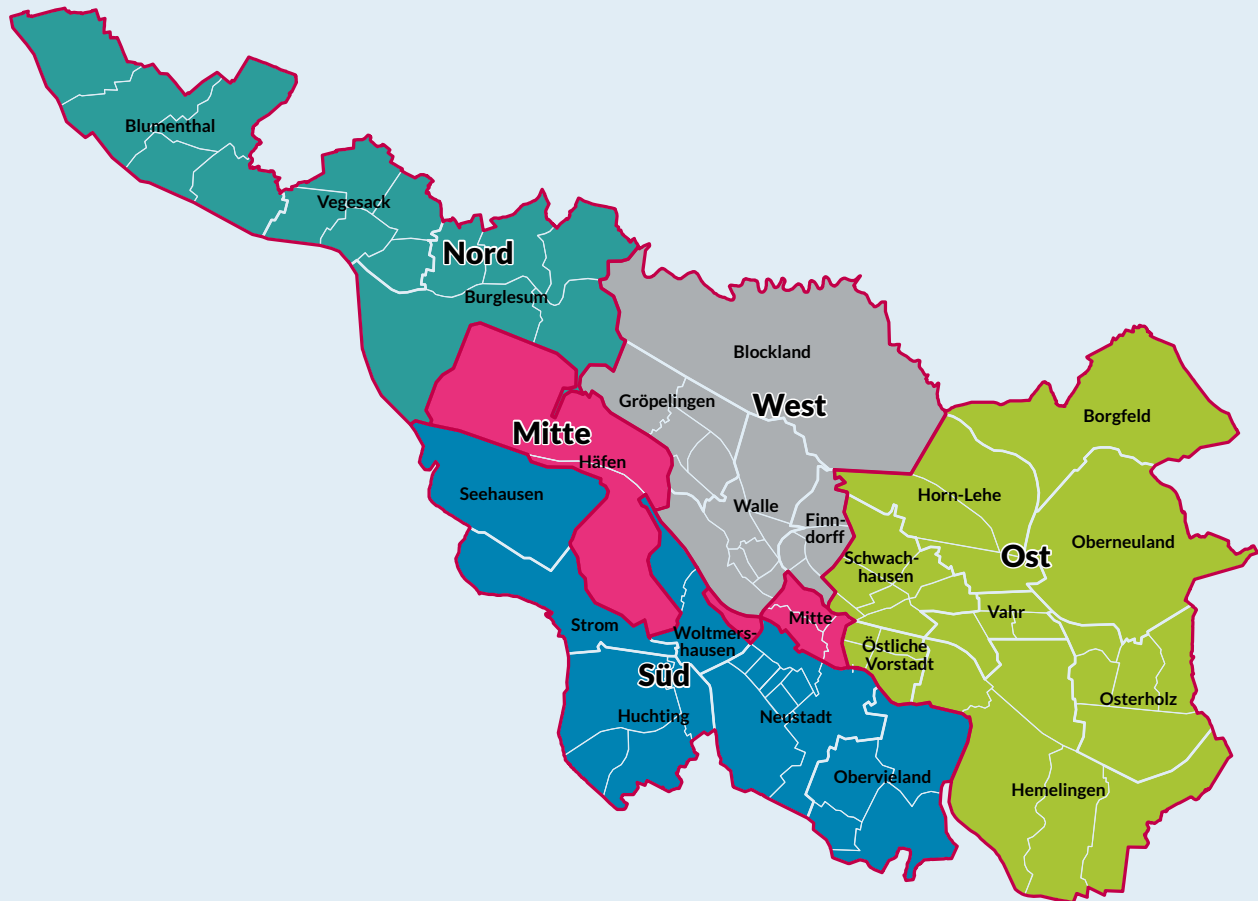 Blumenthal
Vegesack
Nord
Burglesum
Blockland
Gröpelingen
West
Borgfeld
Mitte
Häfen
Seehausen
Horn-Lehe
Walle
Finn-
dorff
Oberneuland
Ost
Schwach-
hausen
Vahr
Mitte
Strom
Woltmers-
hausen
Östliche
Vorstadt
Süd
Huchting
Neustadt
Osterholz
Obervieland
Hemelingen